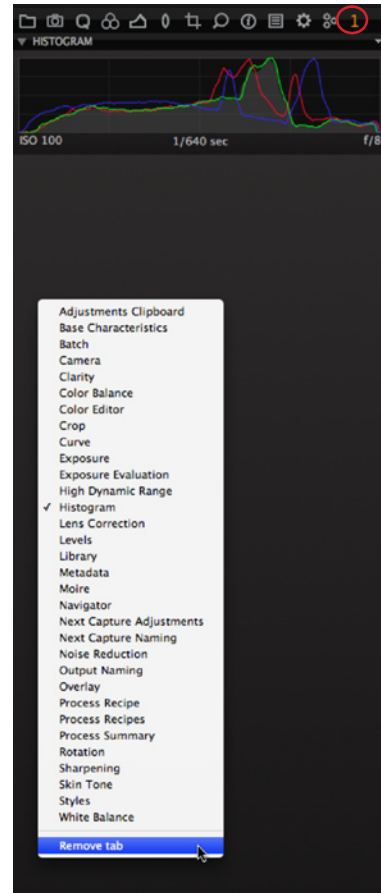 1
HISTOGRAM
ISO 100 1/640 sec f/8
Adjustments Clipboard
Base Characteristics
Batch
Camera
Clarity
Color Balance
Color Editor
Crop
Curve
Exposure
Exposure Evaluation
High Dynamic Range
✓ Histogram
Lens Correction
Levels
Library
Metadata
Moire
Navigator
Next Capture Adjustments
Next Capture Naming
Noise Reduction
Output Naming
Overlay
Process Recipe
Process Recipes
Process Summary
Rotation
Sharpening
Skin Tone
Styles
White Balance
Remove tab